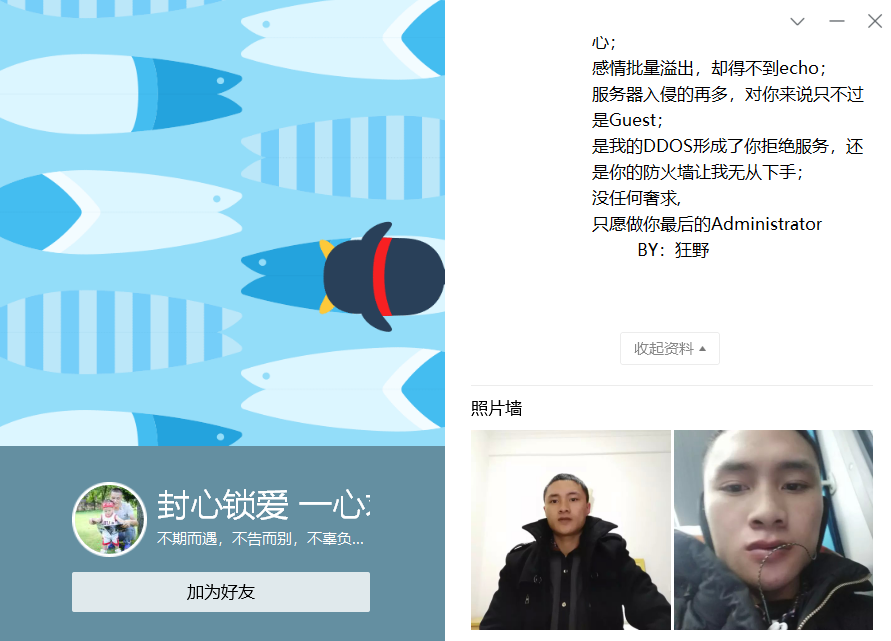 心；
感情批量溢出，却得不到echo；
服务器入侵的再多，对你来说只不过
是Guest；
是我的DDOS形成了你拒绝服务，还
是你的防火墙让我无从下手；
没任何奢求,
只愿做你最后的Administrator
BY：狂野
收起资料
照片墙
封心锁爱 一心
不期而遇，不告而别，不辜负...
加为好友